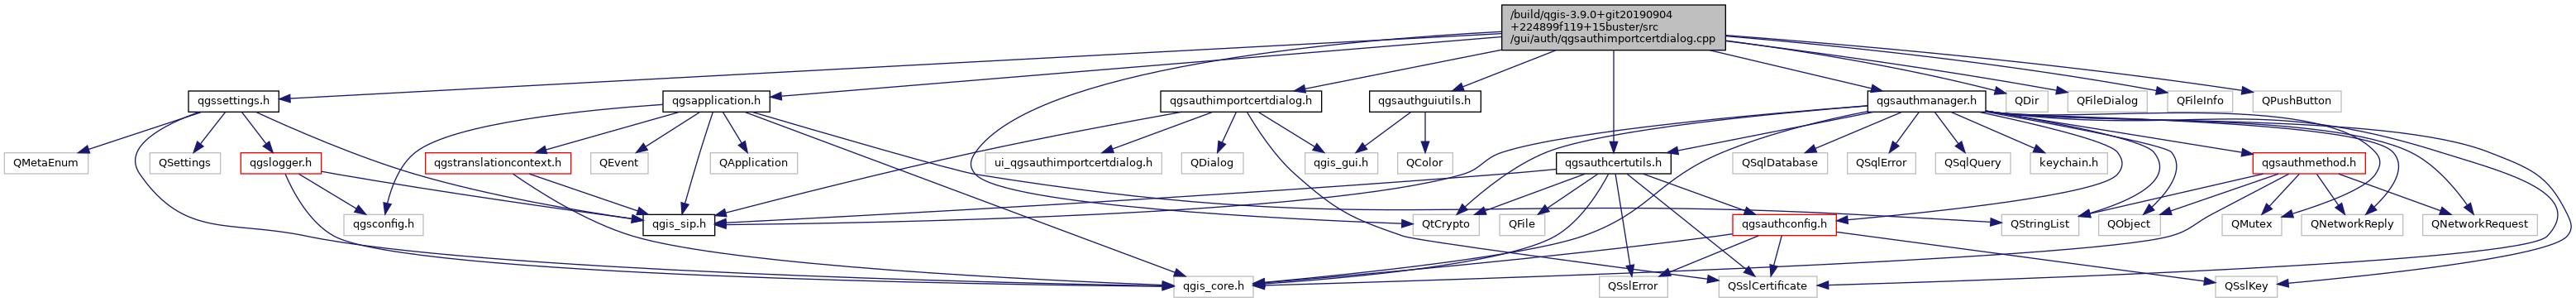 /build/qgis-3.9.0+git20190904
+224899f119+15buster/src
/gui/auth/qgsauthimportcertdialog.cpp
qgssettings.h
qgsapplication.h
qgsauthimportcertdialog.h
qgsauthguiutils.h
qgsauthmanager.h
QDir
QFileDialog
QFileInfo
QPushButton
QMetaEnum
QSettings
qgslogger.h
qgstranslationcontext.h
QEvent
QApplication
ui_qgsauthimportcertdialog.h
QDialog
qgis_gui.h
QColor
qgsauthcertutils.h
QSqlDatabase
QSqlError
QSqlQuery
keychain.h
qgsauthmethod.h
qgsconfig.h
qgis_sip.h
QtCrypto
QFile
qgsauthconfig.h
QStringList
QObject
QMutex
QNetworkReply
QNetworkRequest
qgis_core.h
QSslError
QSslCertificate
QSslKey